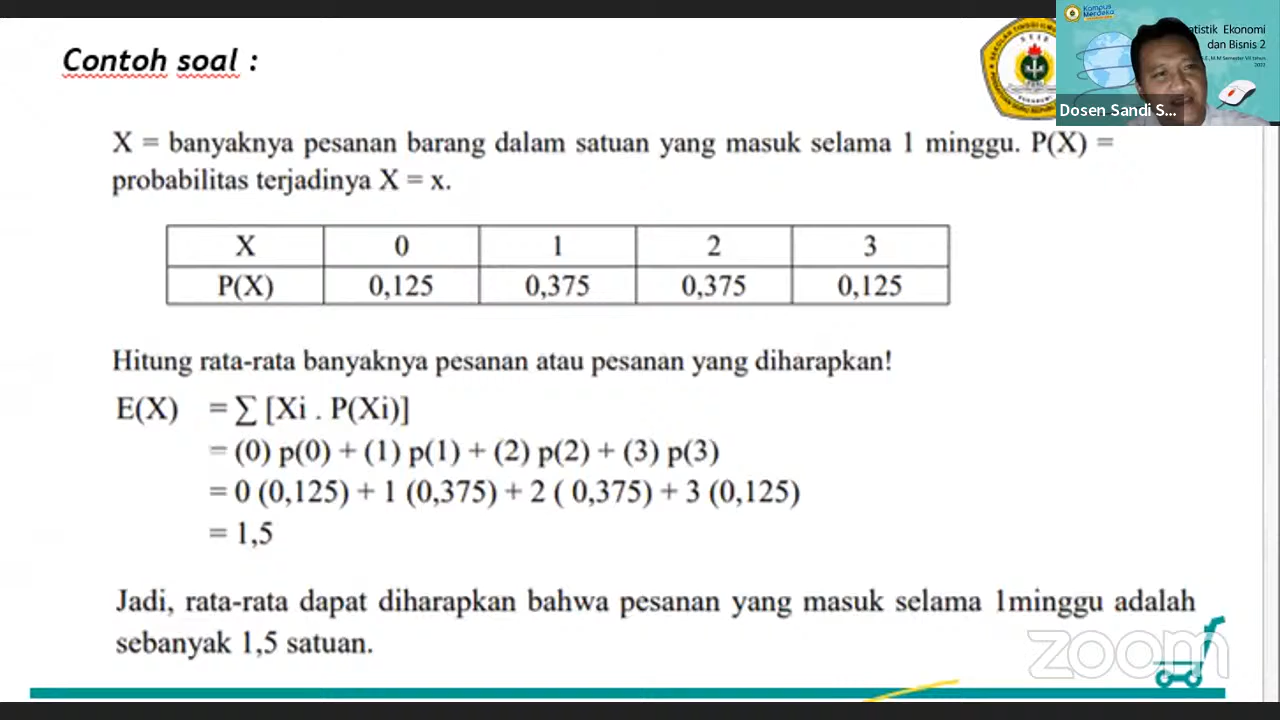 Contoh soal :
Kampus
Merdeka
atistik Ekonomi
dan Bisnis 2
Dosen Sandi S...
X = banyaknya pesanan barang dalam satuan yang masuk selama 1 minggu. P(X) =
probabilitas terjadinya X = x.
X 0 1 2 3
P(X) 0,125 0,375 0,375 0,125
Hitung rata-rata banyaknya pesanan atau pesanan yang diharapkan!
E(X) = ∑ [Xi . P(Xi)]
= (0) p(0) + (1) p(1) + (2) p(2) + (3) p(3)
= 0 (0,125) + 1 (0,375) + 2 ( 0,375) + 3 (0,125)
= 1,5
Jadi, rata-rata dapat diharapkan bahwa pesanan yang masuk selama 1minggu adalah
sebanyak 1,5 satuan.
zoom